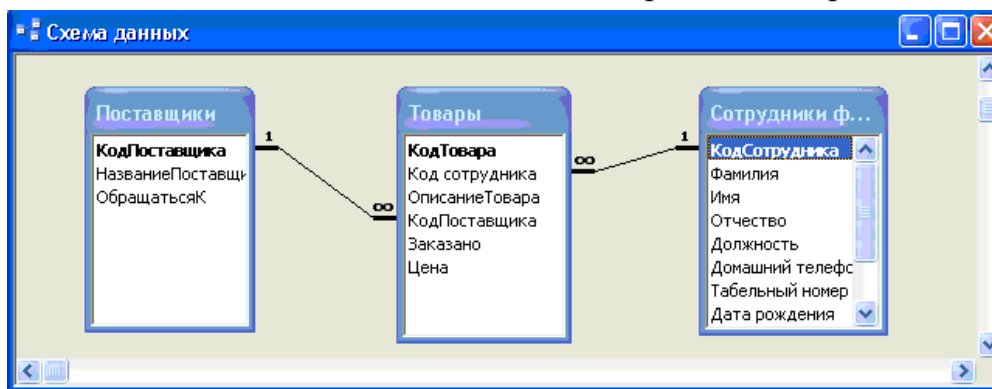 Схема данных
Поставщики
КодПоставщика
НазваниеПоставщи
ОбращатьсяК
1
∞
Товары
КодТовара
Код сотрудника
ОписаниеТовара
КодПоставщика
Заказано
Цена
∞
1
Сотрудники ф...
КодСотрудника
Фамилия
Имя
Отчество
Должность
Домашний телефо
Табельный номер
Дата рождения